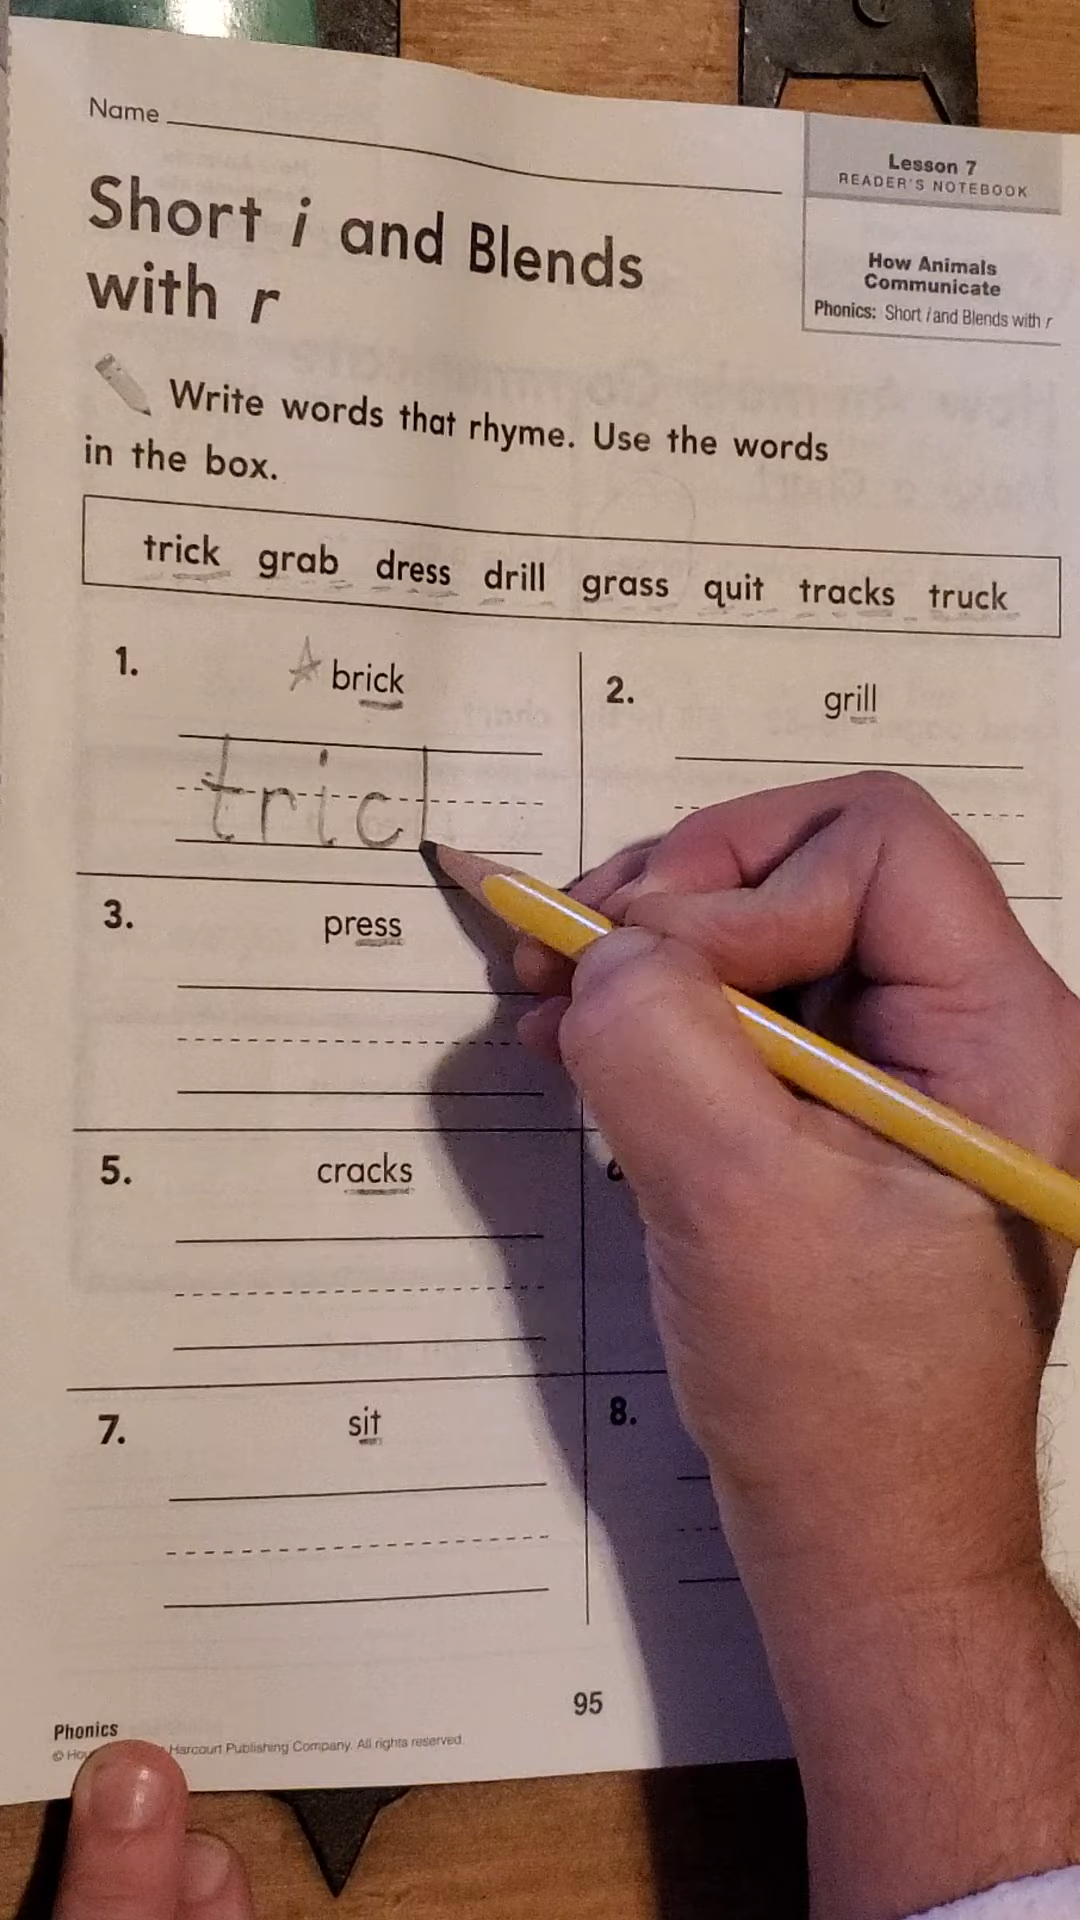 Name
Lesson 7
READER'S NOTEBOOK
Short i and Blends
with r
How Animals
Communicate
Phonics: Short i and Blends with r
Write words that rhyme. Use the words
in the box.
trick grab dress drill grass quit tracks truck
1. brick
tricl
2. grill
3. press
5. cracks
7. sit
8.
95
Phonics
Harcourt Publishing Company. All rights reserved.